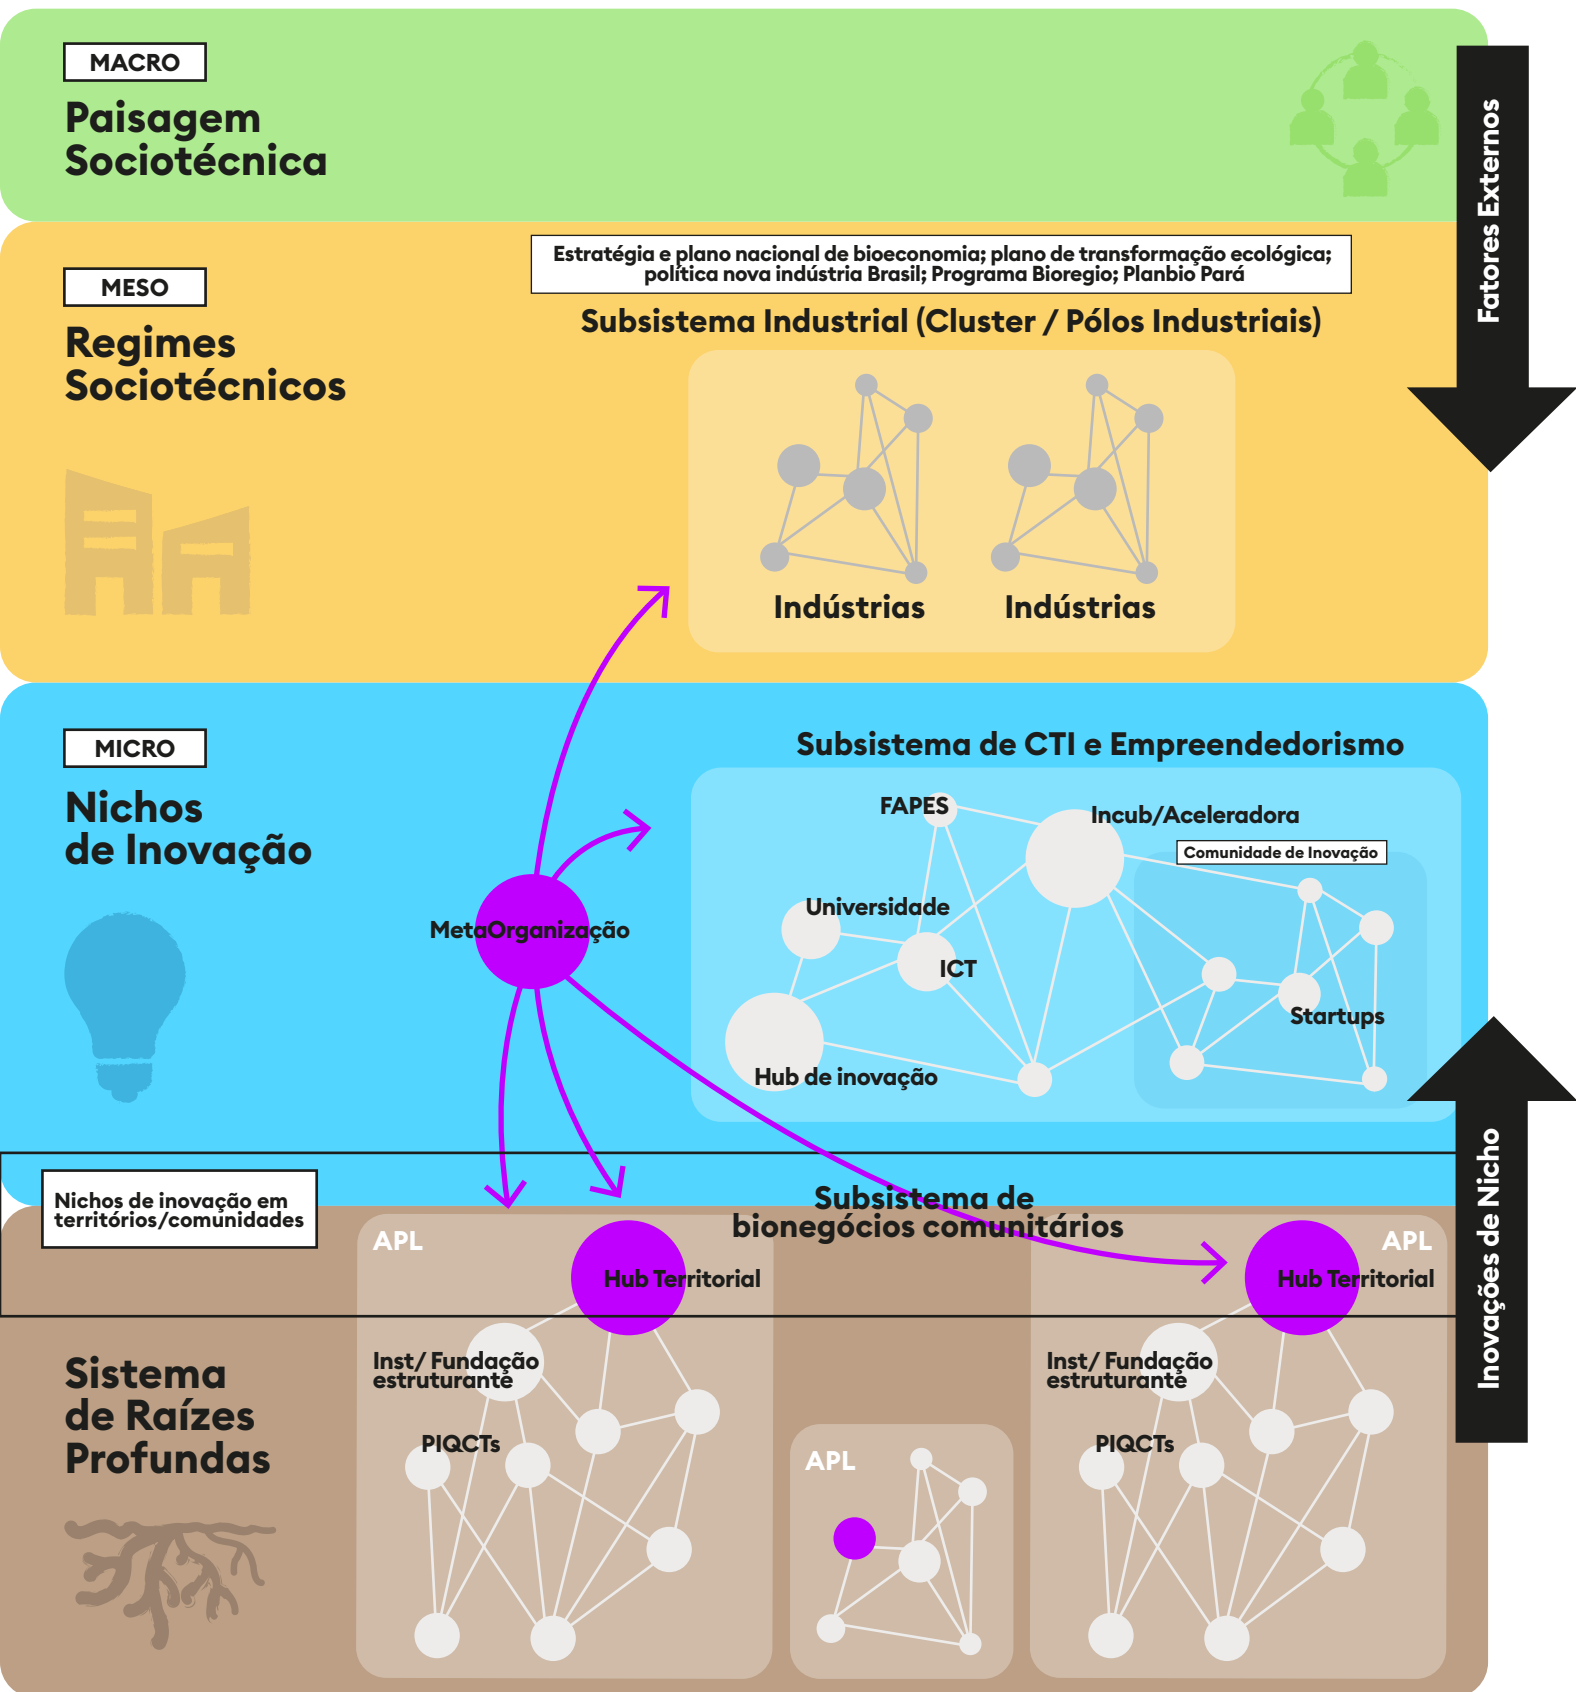 MACRO
Paisagem
Sociotécnica
Fatores Externos
Estratégia e plano nacional de bioeconomia; plano de transformação ecológica;
política nova indústria Brasil; Programa Bioregio; Planbio Pará
MESO
Regimes
Sociotécnicos
Subsistema Industrial (Cluster / Pólos Industriais)
Indústrias
Indústrias
MICRO
Nichos
de Inovação
Subsistema de CTI e Empreendedorismo
FAPES
Incub/Aceleradora
Comunidade de Inovação
Universidade
MetaOrganização
ICT
Startups
Hub de inovação
Inovações de Nicho
Nichos de inovação em
territórios/comunidades
Subsistema de
bionegócios comunitários
APL
Hub Territorial
APL
Hub Territorial
Sistema
de Raízes
Profundas
Inst/ Fundação
estruturante
PIQCTs
APL
Inst/ Fundação
estruturante
PIQCTs